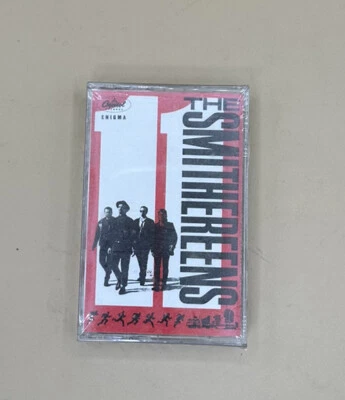 Capitol
ENIGMA
11
THE
SMITHEREENS